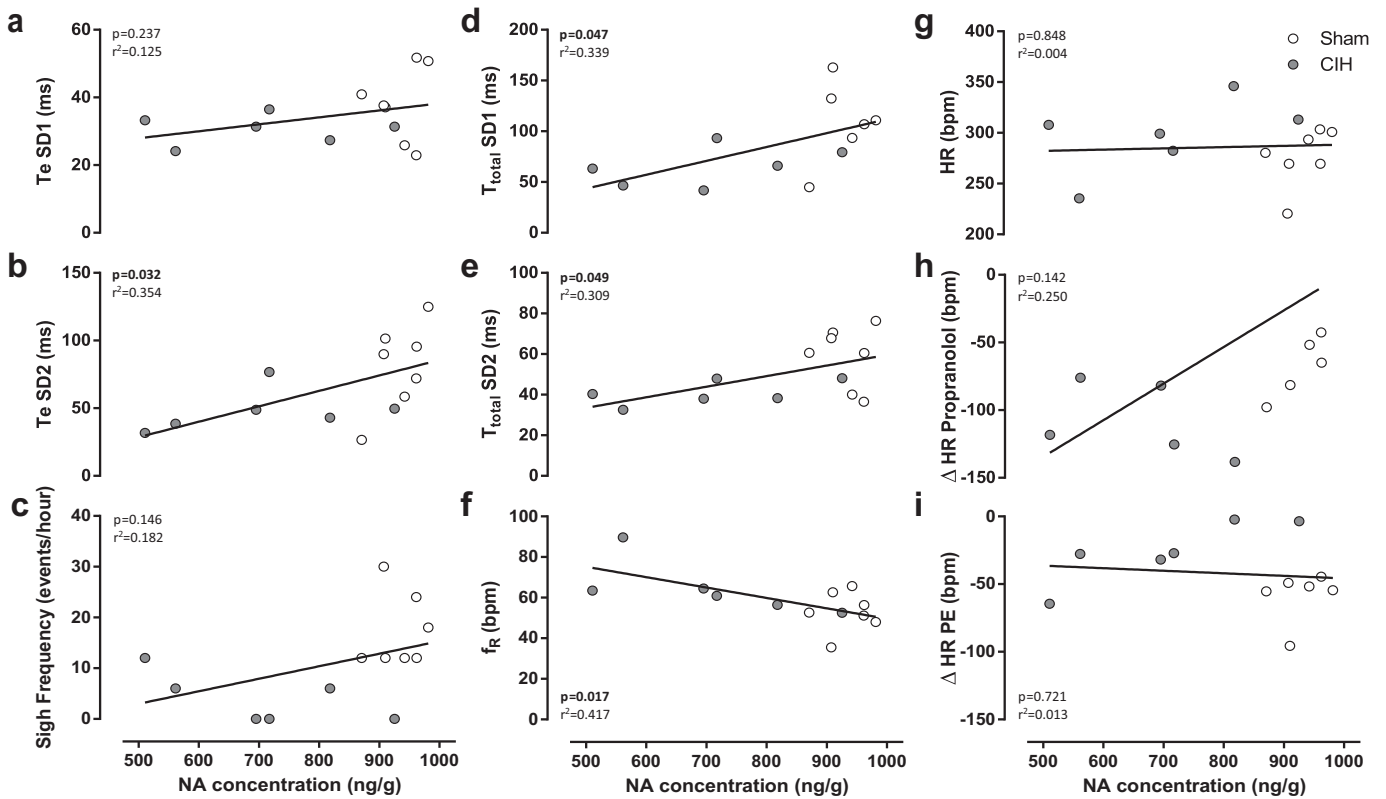 a
p=0.237
r²=0.125
Te SD1 (ms)
60
40
20
0
d
p=0.047
r²=0.339
T_total SD1 (ms)
200
150
100
50
0
g
p=0.848
r²=0.004
Sham
CIH
HR (bpm)
400
350
300
250
200
b
p=0.032
r²=0.354
Te SD2 (ms)
150
100
50
0
e
p=0.049
r²=0.309
T_total SD2 (ms)
100
80
60
40
20
0
h
p=0.142
r²=0.250
Δ HR Propranolol (bpm)
0
-50
-100
-150
c
p=0.146
r²=0.182
Sigh Frequency (events/hour)
40
30
20
10
0
500 600 700 800 900 1000
NA concentration (ng/g)
f
p=0.017
r²=0.417
f_R (bpm)
100
80
60
40
20
0
500 600 700 800 900 1000
NA concentration (ng/g)
i
p=0.721
r²=0.013
Δ HR PE (bpm)
0
-50
-100
-150
500 600 700 800 900 1000
NA concentration (ng/g)